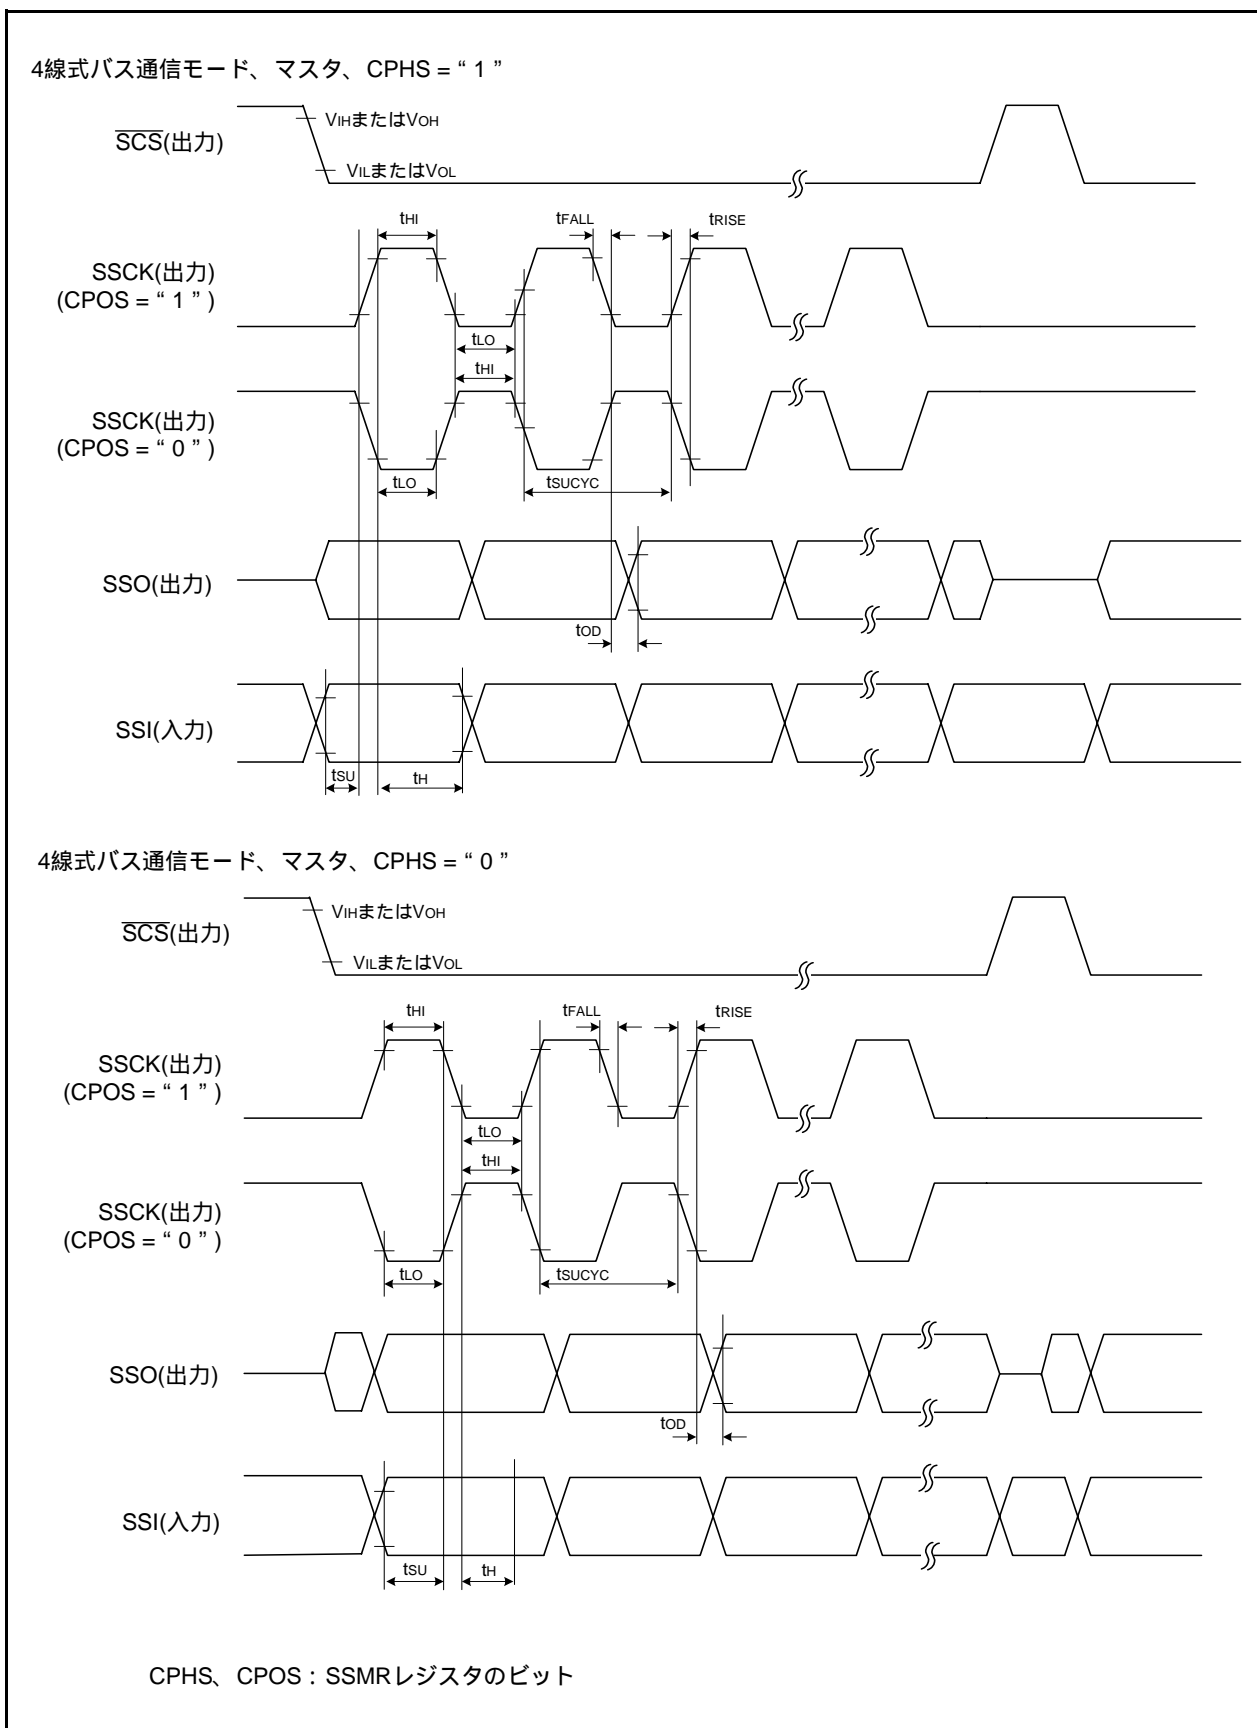 4線式バス通信モード、マスタ、CPHS = “ 1 ”
VIHまたはVOH
SCS(出力)
VILまたはVOL
tHI
tFALL
tRISE
SSCK(出力)
(CPOS = “ 1 ” )
tLO
tHI
SSCK(出力)
(CPOS = “ 0 ” )
tLO
tSUCYC
SSO(出力)
tOD
SSI(入力)
tSU
tH
4線式バス通信モード、マスタ、CPHS = “ 0 ”
VIHまたはVOH
SCS(出力)
VILまたはVOL
tHI
tFALL
tRISE
SSCK(出力)
(CPOS = “ 1 ” )
tLO
tHI
SSCK(出力)
(CPOS = “ 0 ” )
tLO
tSUCYC
SSO(出力)
tOD
SSI(入力)
tSU
tH
CPHS、CPOS : SSMRレジスタのビット